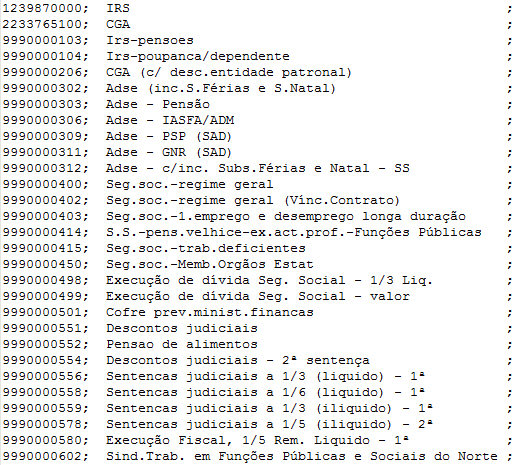 1239870000;  IRS ;
2233765100;  CGA ;
9990000103;  Irs-pensoes ;
9990000104;  Irs-poupanca/dependente ;
9990000206;  CGA (c/ desc.entidade patronal) ;
9990000302;  Adse (inc.S.Férias e S.Natal) ;
9990000303;  Adse - Pensão ;
9990000306;  Adse - IASFA/ADM ;
9990000309;  Adse - PSP (SAD) ;
9990000311;  Adse - GNR (SAD) ;
9990000312;  Adse - c/inc. Subs.Férias e Natal - SS ;
9990000400;  Seg.soc.-regime geral ;
9990000402;  Seg.soc.-regime geral (Vínc.Contrato) ;
9990000403;  Seg.soc.-1.emprego e desemprego longa duração ;
9990000414;  S.S.-pens.velhice-ex.act.prof.-Funções Públicas ;
9990000415;  Seg.soc.-trab.deficientes ;
9990000450;  Seg.soc.-Memb.Orgãos Estat ;
9990000498;  Execução de dívida Seg. Social - 1/3 Liq. ;
9990000499;  Execução de dívida Seg. Social - valor ;
9990000501;  Cofre prev.minist.financas ;
9990000551;  Descontos judiciais ;
9990000552;  Pensao de alimentos ;
9990000554;  Descontos judiciais - 2ª sentença ;
9990000556;  Sentencas judiciais a 1/3 (liquido) - 1ª ;
9990000558;  Sentencas judiciais a 1/6 (liquido) - 1ª ;
9990000559;  Sentencas judiciais a 1/3 (iliquido) - 1ª ;
9990000578;  Sentencas judiciais a 1/5 (iliquido) - 2ª ;
9990000580;  Execução Fiscal, 1/5 Rem. Liquido - 1ª ;
9990000602;  Sind.Trab. em Funções Públicas e Sociais do Norte ;